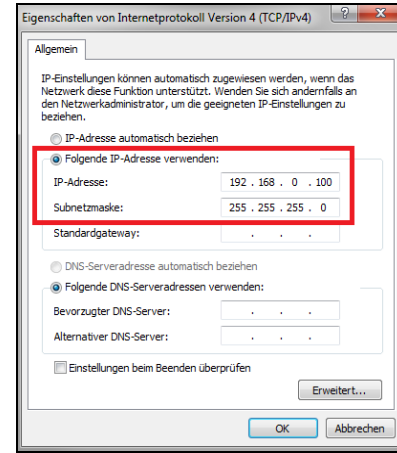 Eigenschaften von Internetprotokoll Version 4 (TCP/IPv4)
Allgemein
IP-Einstellungen können automatisch zugewiesen werden, wenn das
Netzwerk diese Funktion unterstützt. Wenden Sie sich andernfalls an
den Netzwerkadministrator, um die geeigneten IP-Einstellungen zu
beziehen.
IP-Adresse automatisch beziehen
Folgende IP-Adresse verwenden:
IP-Adresse: 192 . 168 . 0 . 100
Subnetzmaske: 255 . 255 . 255 . 0
Standardgateway: . . .
DNS-Serveradresse automatisch beziehen
Folgende DNS-Serveradressen verwenden:
Bevorzugter DNS-Server: . . .
Alternativer DNS-Server: . . .
Einstellungen beim Beenden überprüfen
Erweitert...
OK Abbrechen